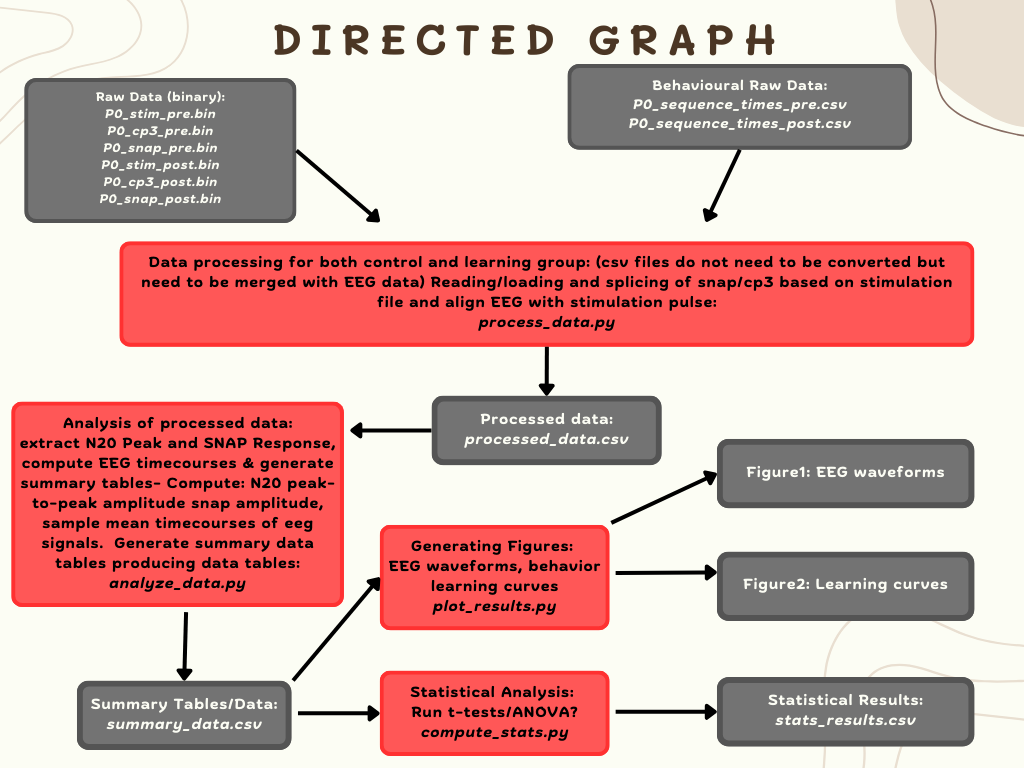 DIRECTED GRAPH
Raw Data (binary):
P0_stim_pre.bin
P0_cp3_pre.bin
P0_snap_pre.bin
P0_stim_post.bin
P0_cp3_post.bin
P0_snap_post.bin
Behavioural Raw Data:
P0_sequence_times_pre.csv
P0_sequence_times_post.csv
Data processing for both control and learning group: (csv files do not need to be converted but
need to be merged with EEG data) Reading/loading and splicing of snap/cp3 based on stimulation
file and align EEG with stimulation pulse:
process_data.py
Processed data:
processed_data.csv
Analysis of processed data:
extract N20 Peak and SNAP Response,
compute EEG timecourses & generate
summary tables- Compute: N20 peak-
to-peak amplitude snap amplitude,
sample mean timecourses of eeg
signals. Generate summary data
tables producing data tables:
analyze_data.py
Figure1: EEG waveforms
Generating Figures:
EEG waveforms, behavior
learning curves
plot_results.py
Figure2: Learning curves
Summary Tables/Data:
summary_data.csv
Statistical Analysis:
Run t-tests/ANOVA?
compute_stats.py
Statistical Results:
stats_results.csv